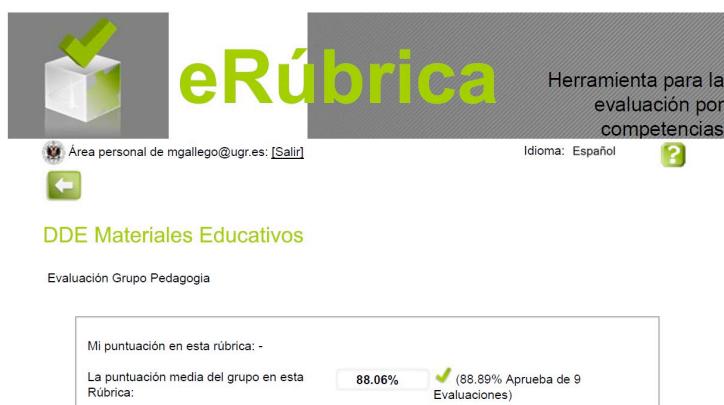 eRúbrica
Herramienta para la
evaluación por
competencias
Área personal de mgallego@ugr.es: [Salir]
Idioma: Español
?
DDE Materiales Educativos
Evaluación Grupo Pedagogia
Mi puntuación en esta rúbrica: -
La puntuación media del grupo en esta
Rúbrica:
88.06%
(88.89% Aprueba de 9
Evaluaciones)